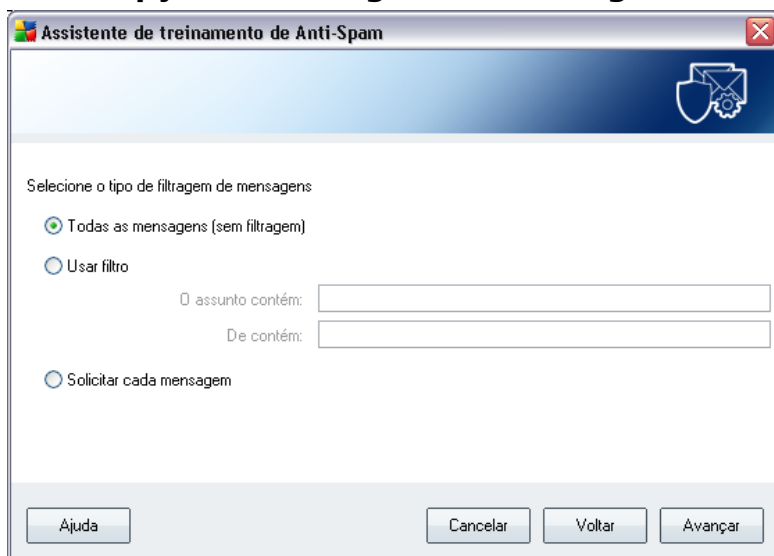 Assistente de treinamento de Anti-Spam
Selecione o tipo de filtragem de mensagens
Todas as mensagens (sem filtragem)
Usar filtro
O assunto contém:
De contém:
Solicitar cada mensagem
Ajuda
Cancelar
Voltar
Avançar